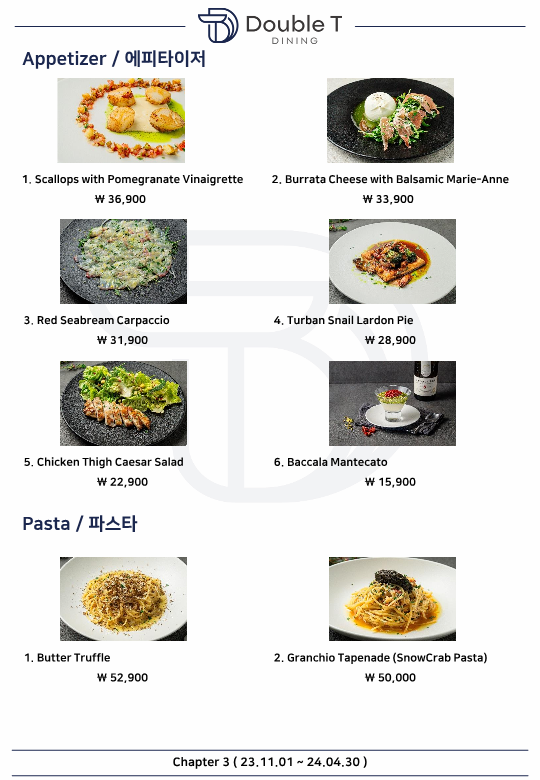 Double T
DINING
Appetizer / 에피타이저
1. Scallops with Pomegranate Vinaigrette
₩ 36,900
2. Burrata Cheese with Balsamic Marie-Anne
₩ 33,900
3. Red Seabream Carpaccio
₩ 31,900
4. Turban Snail Lardon Pie
₩ 28,900
5. Chicken Thigh Caesar Salad
₩ 22,900
6. Baccala Mantecato
₩ 15,900
Pasta / 파스타
1. Butter Truffle
₩ 52,900
2. Granchio Tapenade (SnowCrab Pasta)
₩ 50,000
Chapter 3 ( 23.11.01 ~ 24.04.30 )